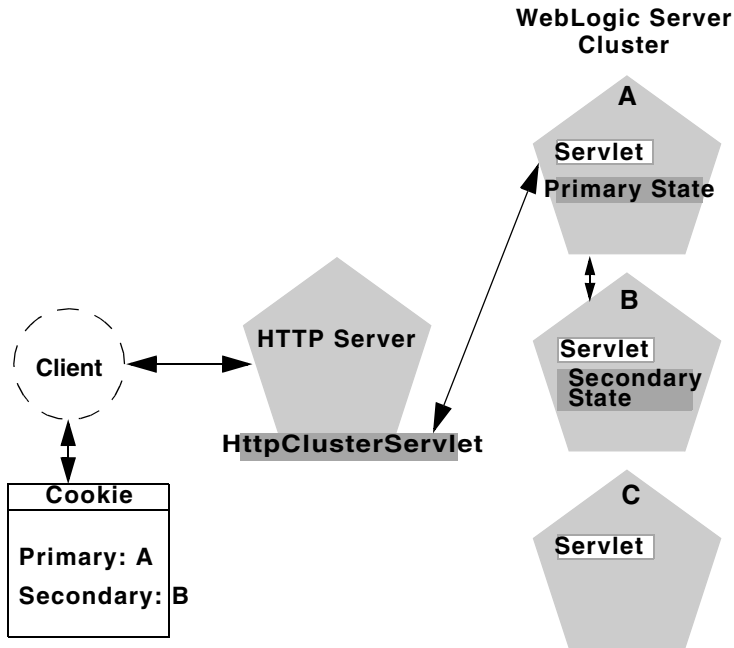 WebLogic Server
Cluster
A
Servlet
Primary State
B
Servlet
Secondary
State
C
Servlet
HTTP Server
HttpClusterServlet
Client
Cookie
Primary: A
Secondary: B